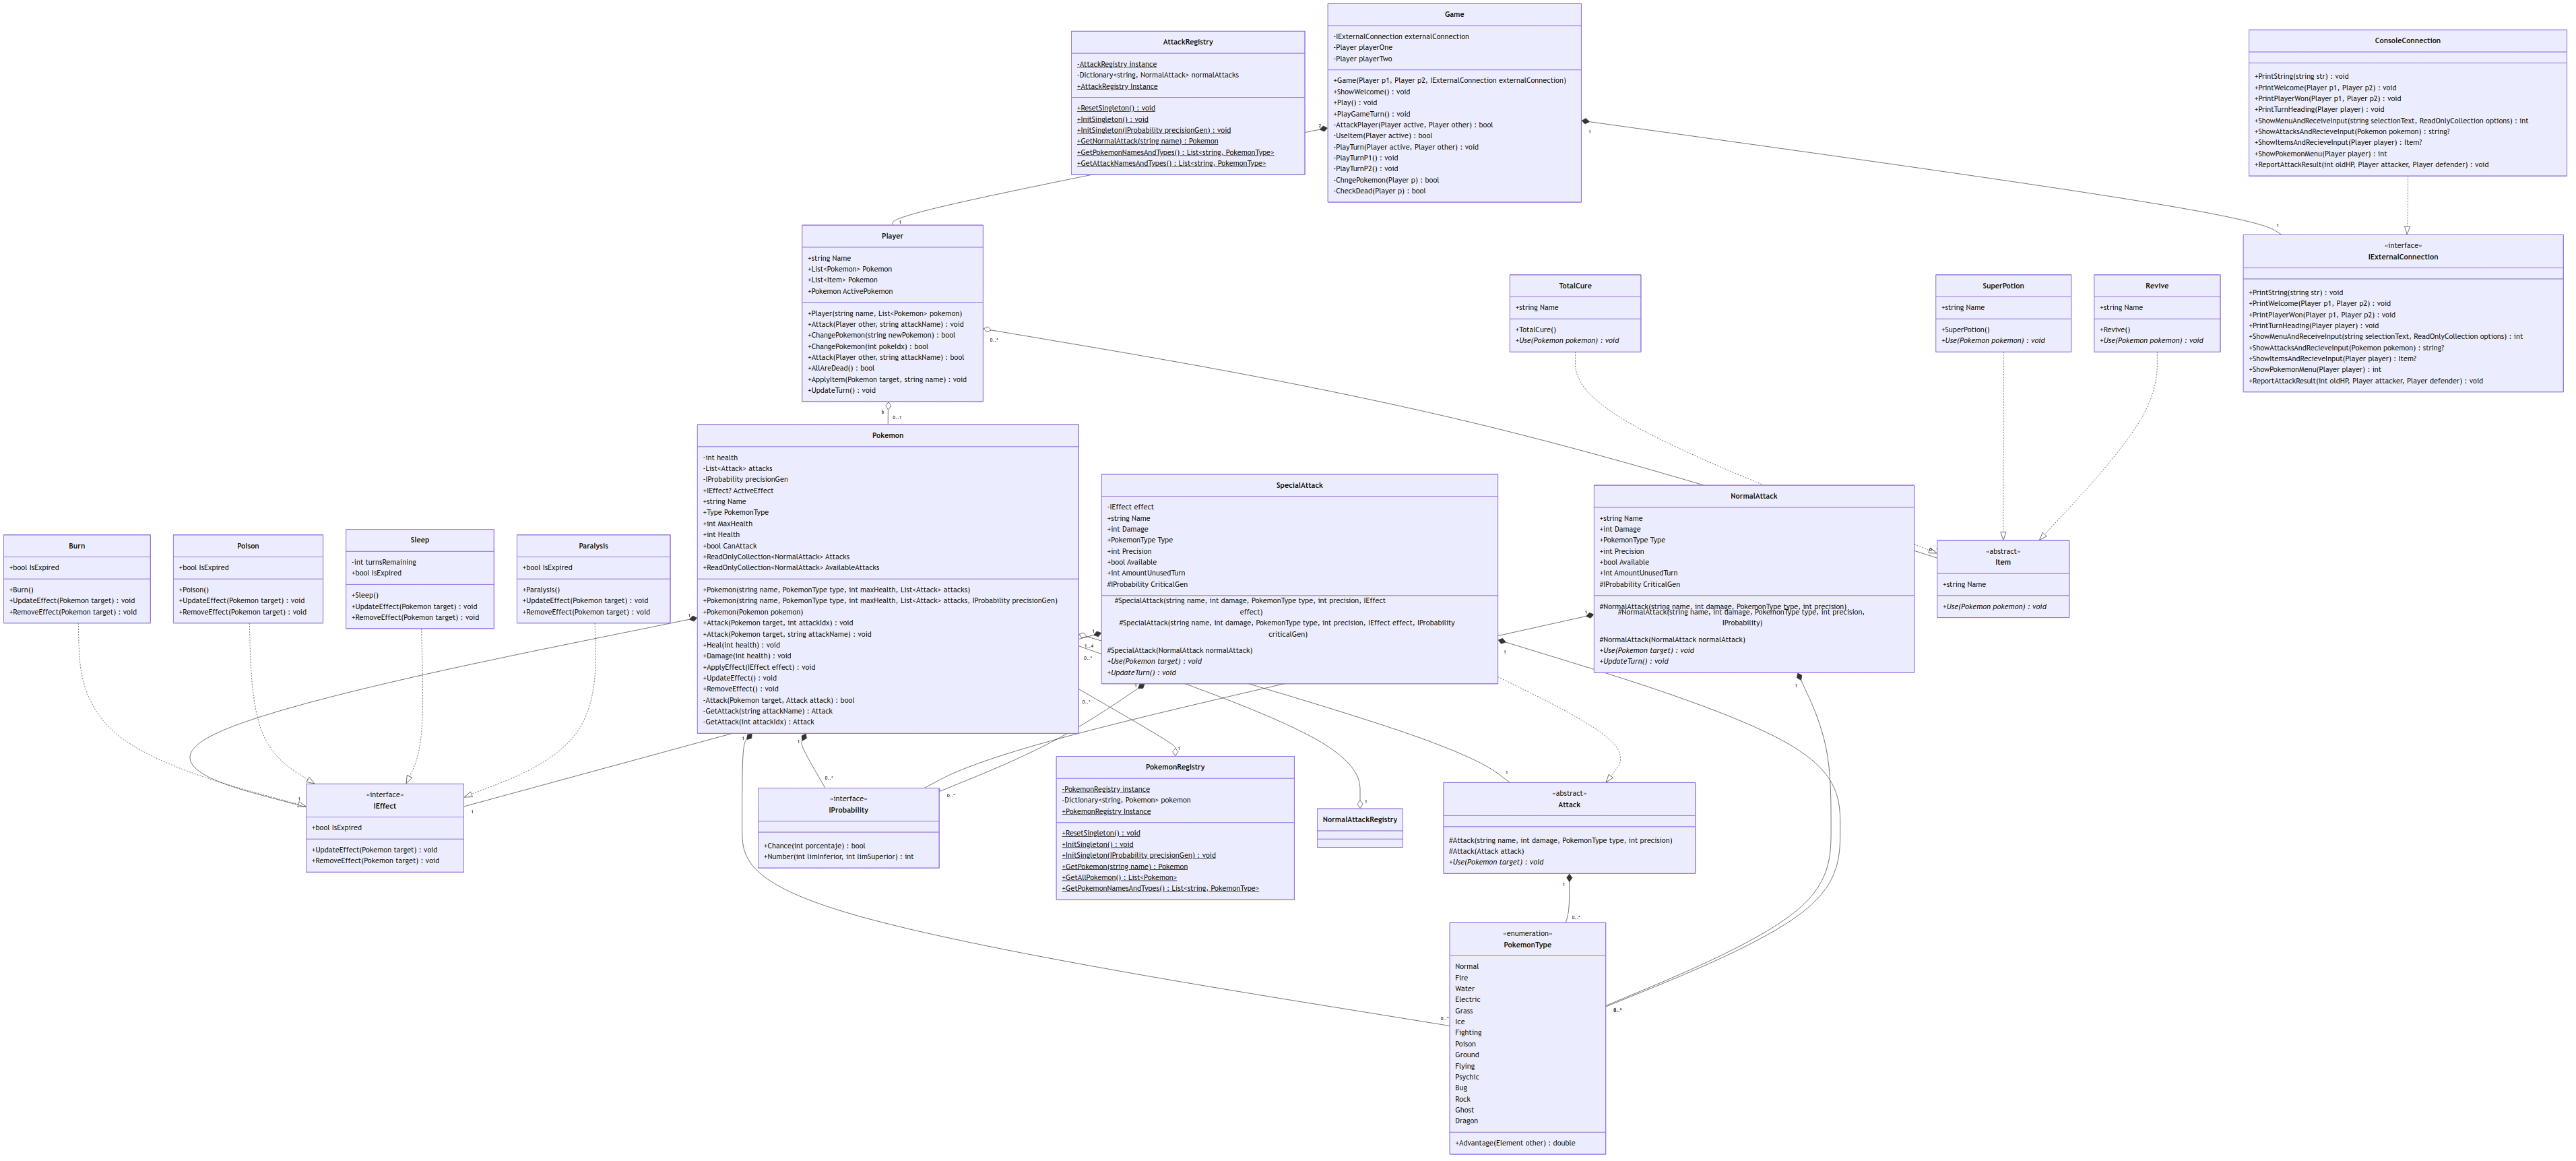 Game
-IExternalConnection externalConnection
-Player playerOne
-Player playerTwo
+Game(Player p1, Player p2, IExternalConnection externalConnection)
+ShowWelcome() : void
+Play() : void
+PlayGameTurn() : void
-AttackPlayer(Player active, Player other) : bool
-UseItem(Player active) : bool
-PlayTurn(Player active, Player other) : void
-PlayTurnP1() : void
-PlayTurnP2() : void
-ChngePokemon(Player p) : bool
-CheckDead(Player p) : bool
AttackRegistry
-AttackRegistry instance
-Dictionary<string, NormalAttack> normalAttacks
+AttackRegistry Instance
+ResetSingleton() : void
+InitSingleton() : void
+InitSingleton(IProbability precisionGen) : void
+GetNormalAttack(string name) : Pokemon
+GetPokemonNamesAndTypes() : List<string, PokemonType>
+GetAttackNamesAndTypes() : List<string, PokemonType>
2
1
ConsoleConnection
+PrintString(string str) : void
+PrintWelcome(Player p1, Player p2) : void
+PrintPlayerWon(Player p1, Player p2) : void
+PrintTurnHeading(Player player) : void
+ShowMenuAndReceiveInput(string selectionText, ReadOnlyCollection options) : int
+ShowAttacksAndRecieveInput(Pokemon pokemon) : string?
+ShowItemsAndRecieveInput(Player player) : Item?
+ShowPokemonMenu(Player player) : int
+ReportAttackResult(int oldHP, Player attacker, Player defender) : void
1
1
Player
+string Name
+List<Pokemon> Pokemon
+List<Item> Pokemon
+Pokemon ActivePokemon
+Player(string name, List<Pokemon> pokemon)
+Attack(Player other, string attackName) : void
+ChangePokemon(string newPokemon) : bool
+ChangePokemon(int pokeIdx) : bool
+Attack(Player other, string attackName) : bool
+AllAreDead() : bool
+ApplyItem(Pokemon target, string name) : void
+UpdateTurn() : void
0..*
6
0..1
«interface»
IExternalConnection
+PrintString(string str) : void
+PrintWelcome(Player p1, Player p2) : void
+PrintPlayerWon(Player p1, Player p2) : void
+PrintTurnHeading(Player player) : void
+ShowMenuAndReceiveInput(string selectionText, ReadOnlyCollection options) : int
+ShowAttacksAndRecieveInput(Pokemon pokemon) : string?
+ShowItemsAndRecieveInput(Player player) : Item?
+ShowPokemonMenu(Player player) : int
+ReportAttackResult(int oldHP, Player attacker, Player defender) : void
TotalCure
+string Name
+TotalCure()
+Use(Pokemon pokemon) : void
SuperPotion
+string Name
+SuperPotion()
+Use(Pokemon pokemon) : void
Revive
+string Name
+Revive()
+Use(Pokemon pokemon) : void
Pokemon
-int health
-List<Attack> attacks
-IProbability precisionGen
+IEffect? ActiveEffect
+string Name
+Type PokemonType
+int MaxHealth
+int Health
+bool CanAttack
+ReadOnlyCollection<NormalAttack> Attacks
+ReadOnlyCollection<NormalAttack> AvailableAttacks
+Pokemon(string name, PokemonType type, int maxHealth, List<Attack> attacks)
+Pokemon(string name, PokemonType type, int maxHealth, List<Attack> attacks, IProbability precisionGen)
+Pokemon(Pokemon pokemon)
+Attack(Pokemon target, int attackIdx) : void
+Attack(Pokemon target, string attackName) : void
+Heal(int health) : void
+Damage(int health) : void
+ApplyEffect(IEffect effect) : void
+UpdateEffect() : void
+RemoveEffect() : void
-Attack(Pokemon target, Attack attack) : bool
-GetAttack(string attackName) : Attack
-GetAttack(int attackIdx) : Attack
SpecialAttack
-IEffect effect
+string Name
+int Damage
+PokemonType Type
+int Precision
+bool Available
+int AmountUnusedTurn
#IProbability CriticalGen
#SpecialAttack(string name, int damage, PokemonType type, int precision, IEffect
effect)
#SpecialAttack(string name, int damage, PokemonType type, int precision, IEffect effect, IProbability
criticalGen)
#SpecialAttack(NormalAttack normalAttack)
+Use(Pokemon target) : void
+UpdateTurn() : void
NormalAttack
+string Name
+int Damage
+PokemonType Type
+int Precision
+bool Available
+int AmountUnusedTurn
#IProbability CriticalGen
#NormalAttack(string name, int damage, PokemonType type, int precision)
#NormalAttack(string name, int damage, PokemonType type, int precision,
IProbability)
#NormalAttack(NormalAttack normalAttack)
+Use(Pokemon target) : void
+UpdateTurn() : void
«abstract»
Item
+string Name
+Use(Pokemon pokemon) : void
Burn
+bool IsExpired
+Burn()
+UpdateEffect(Pokemon target) : void
+RemoveEffect(Pokemon target) : void
Poison
+bool IsExpired
+Poison()
+UpdateEffect(Pokemon target) : void
+RemoveEffect(Pokemon target) : void
Sleep
-int turnsRemaining
+bool IsExpired
+Sleep()
+UpdateEffect(Pokemon target) : void
+RemoveEffect(Pokemon target) : void
Paralysis
+bool IsExpired
+Paralysis()
+UpdateEffect(Pokemon target) : void
+RemoveEffect(Pokemon target) : void
1
1
1..4
0..*
1
1
1
0..*
1
1
1
1
1
1
0..*
0..*
1
1
1
«interface»
IEffect
+bool IsExpired
+UpdateEffect(Pokemon target) : void
+RemoveEffect(Pokemon target) : void
«interface»
IProbability
+Chance(int porcentaje) : bool
+Number(int limInferior, int limSuperior) : int
PokemonRegistry
-PokemonRegistry instance
-Dictionary<string, Pokemon> pokemon
+PokemonRegistry Instance
+ResetSingleton() : void
+InitSingleton() : void
+InitSingleton(IProbability precisionGen) : void
+GetPokemon(string name) : Pokemon
+GetAllPokemon() : List<Pokemon>
+GetPokemonNamesAndTypes() : List<string, PokemonType>
NormalAttackRegistry
«abstract»
Attack
#Attack(string name, int damage, PokemonType type, int precision)
#Attack(Attack attack)
+Use(Pokemon target) : void
1
0..*
0..*
0..*
«enumeration»
PokemonType
Normal
Fire
Water
Electric
Grass
Ice
Fighting
Poison
Ground
Flying
Psychic
Bug
Rock
Ghost
Dragon
+Advantage(Element other) : double